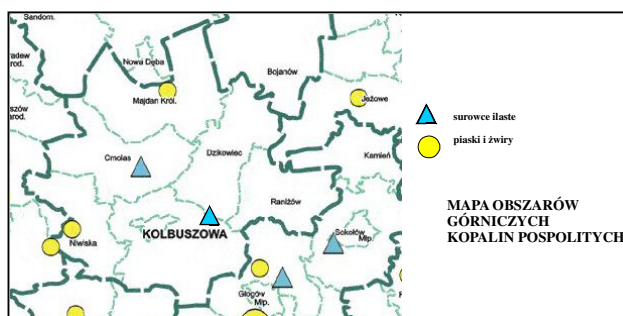 Sandom.
Nowa Dęba
Bojanów
Majdan Król.
Jeżowe
Cmolas
Dzikowiec
Kamień
Raniżów
KOLBUSZOWA
Niwiska
Sokołów
Młp.
Głogów
Młp.
surowce ilaste
piaski i żwiry
MAPA OBSZARÓW
GÓRNICZYCH
KOPALIN POSPOLITYCH